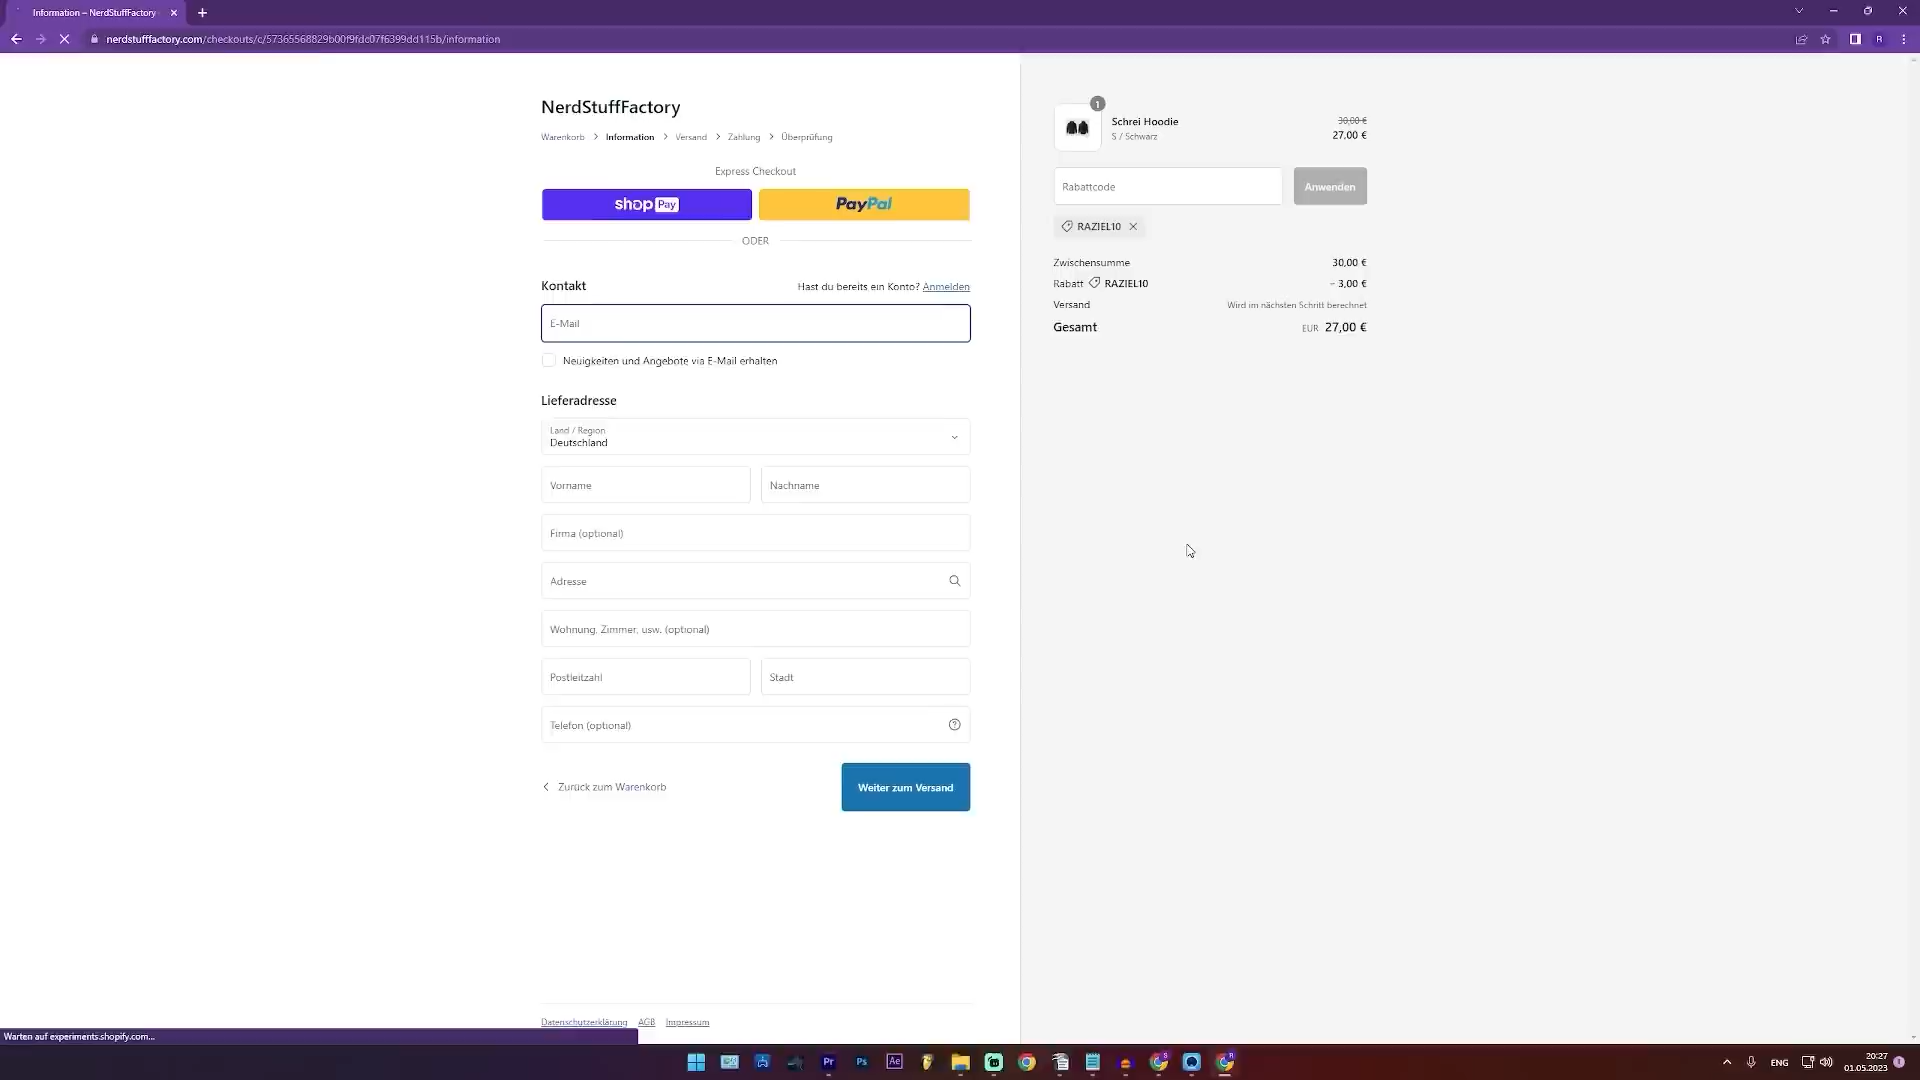 Information – NerdStuffFactory
nerdstufffactory.com/checkouts/c/57365568829b00f9fdc07f6399dd115b/information
R
NerdStuffFactory
Warenkorb > Information > Versand > Zahlung > Überprüfung
Express Checkout
shop Pay
PayPal
ODER
Kontakt
Hast du bereits ein Konto? Anmelden
E-Mail
Neuigkeiten und Angebote via E-Mail erhalten
Lieferadresse
Land / Region
Deutschland
Vorname
Nachname
Firma (optional)
Adresse
Wohnung, Zimmer, usw. (optional)
Postleitzahl
Stadt
Telefon (optional)
Zurück zum Warenkorb
Weiter zum Versand
Datenschutzerklärung AGB Impressum
1
Schrei Hoodie
S / Schwarz
30,00 €
27,00 €
Rabattcode
Anwenden
RAZIEL10
Zwischensumme 30,00 €
Rabatt RAZIEL10 - 3,00 €
Versand Wird im nächsten Schritt berechnet
Gesamt EUR 27,00 €
Warten auf experiments.shopify.com...
Pr
Ps
Ae
ENG
20:27
01.05.2023